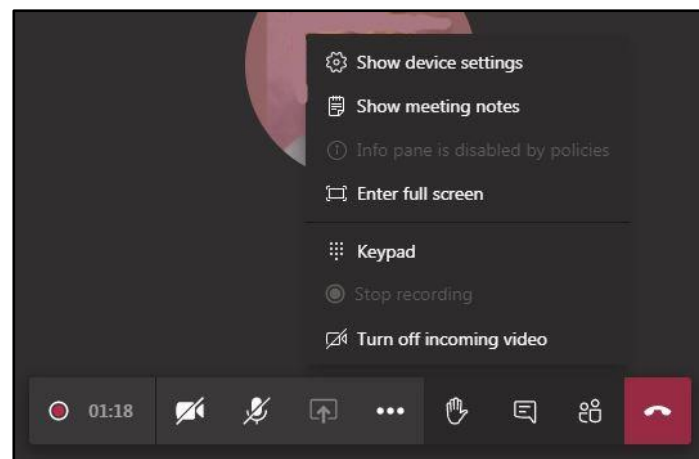 Show device settings
Show meeting notes
Info pane is disabled by policies
Enter full screen
Keypad
Stop recording
Turn off incoming video
01:18